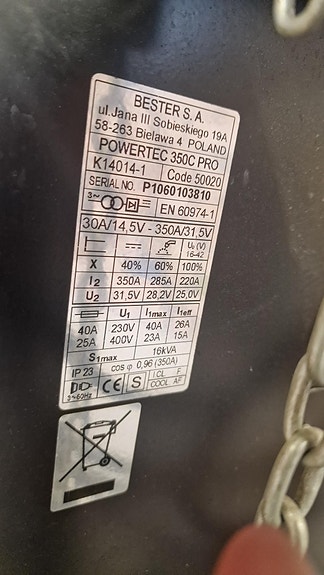 BESTER S. A.
ul.Jana III Sobieskiego 19A
58-263 Bielawa 4 POLAND
POWERTEC 350C PRO
K14014-1 Code 50020
SERIAL NO. P1060103810
3~ EN 60974-1
30A/14,5V - 350A/31,5V
U₀ (V)
16-42
X 40% 60% 100%
I2 350A 285A 220A
U2 31,5V 28,2V 25,0V
U1 I1max I1eff
40A 230V 40A 26A
25A 400V 23A 15A
S1max 16kVA
IP 23 cos φ 0,96 (350A)
3~60Hz CE S I CL F
COOL AF